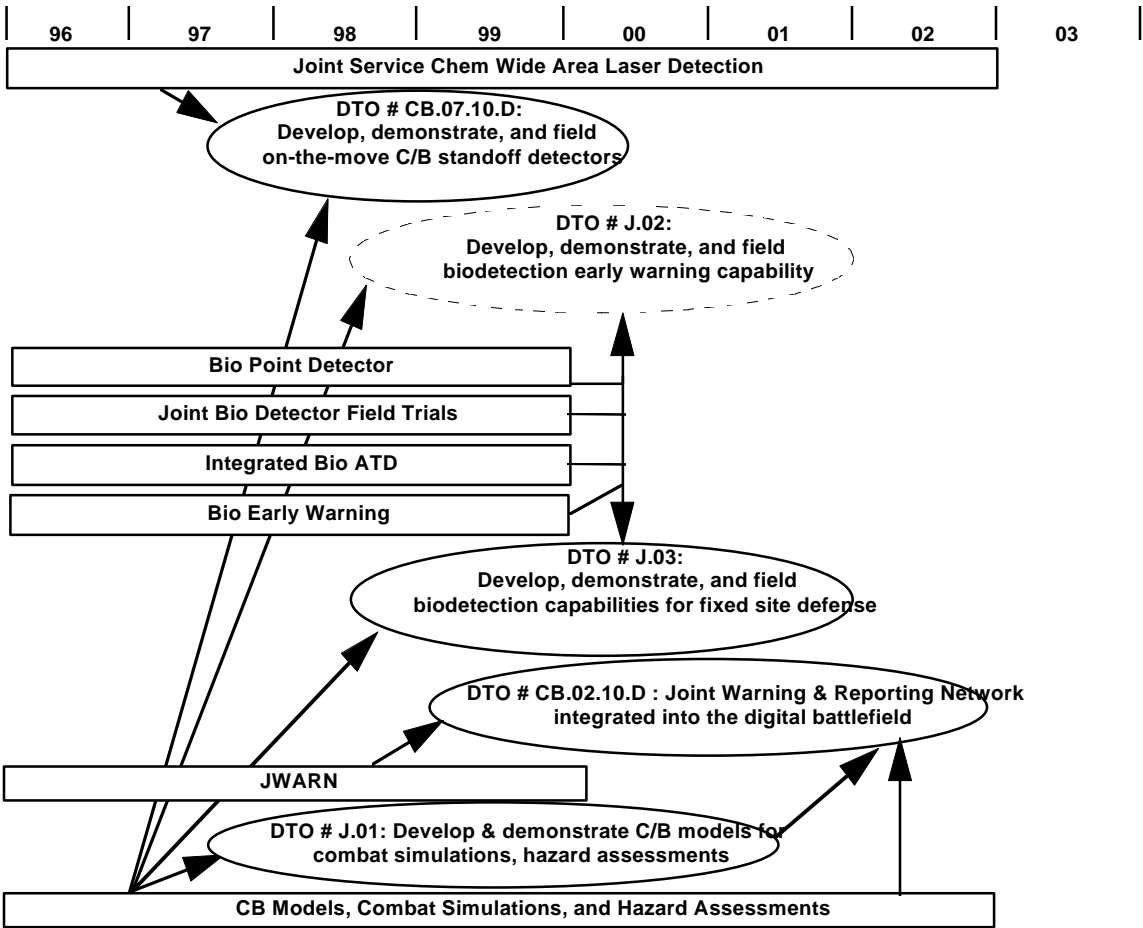 96 97 98 99 00 01 02 03
Joint Service Chem Wide Area Laser Detection
DTO # CB.07.10.D:
Develop, demonstrate, and field
on-the-move C/B standoff detectors
DTO # J.02:
Develop, demonstrate, and field
biodetection early warning capability
Bio Point Detector
Joint Bio Detector Field Trials
Integrated Bio ATD
Bio Early Warning
DTO # J.03:
Develop, demonstrate, and field
biodetection capabilities for fixed site defense
DTO # CB.02.10.D : Joint Warning & Reporting Network
integrated into the digital battlefield
JWARN
DTO # J.01: Develop & demonstrate C/B models for
combat simulations, hazard assessments
CB Models, Combat Simulations, and Hazard Assessments